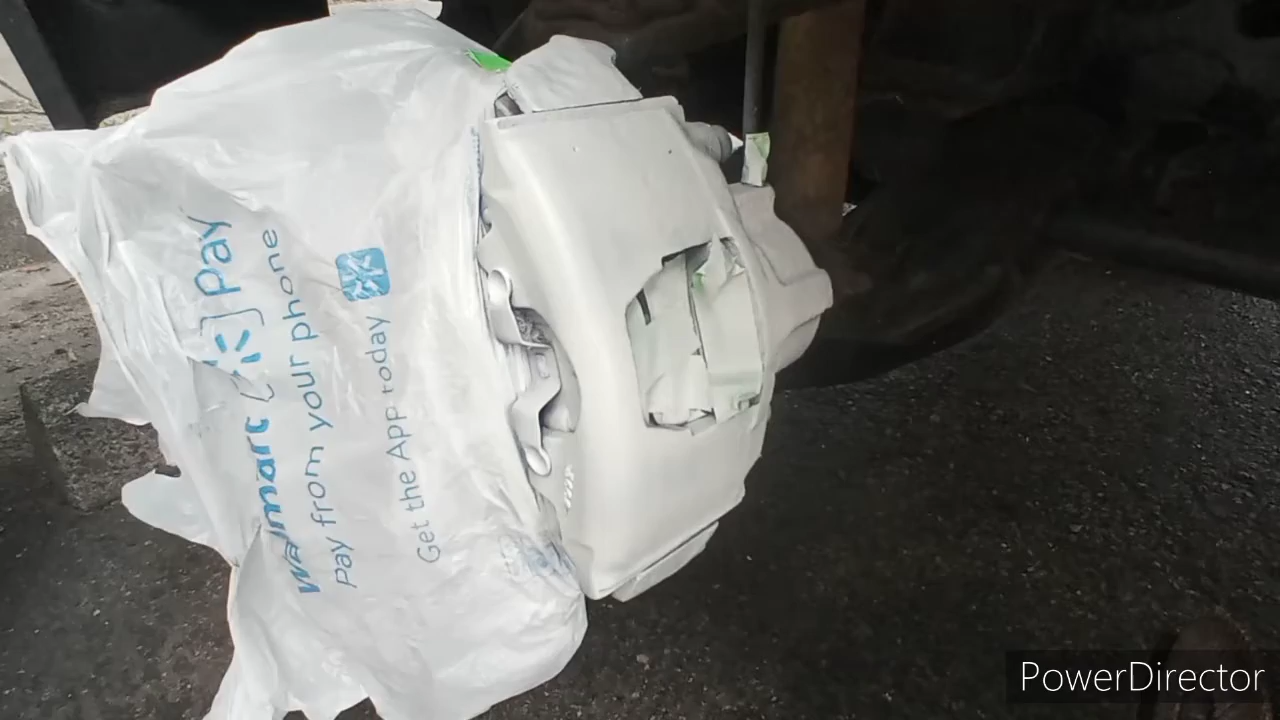 Walmart Pay
Pay from your phone
Get the App today
PowerDirector